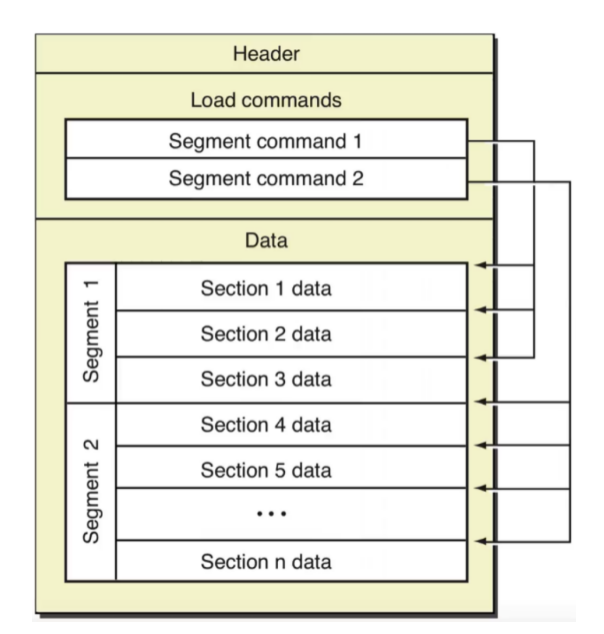 Header
Load commands
Segment command 1
Segment command 2
Data
Segment 1
Section 1 data
Section 2 data
Section 3 data
Segment 2
Section 4 data
Section 5 data
...
Section n data